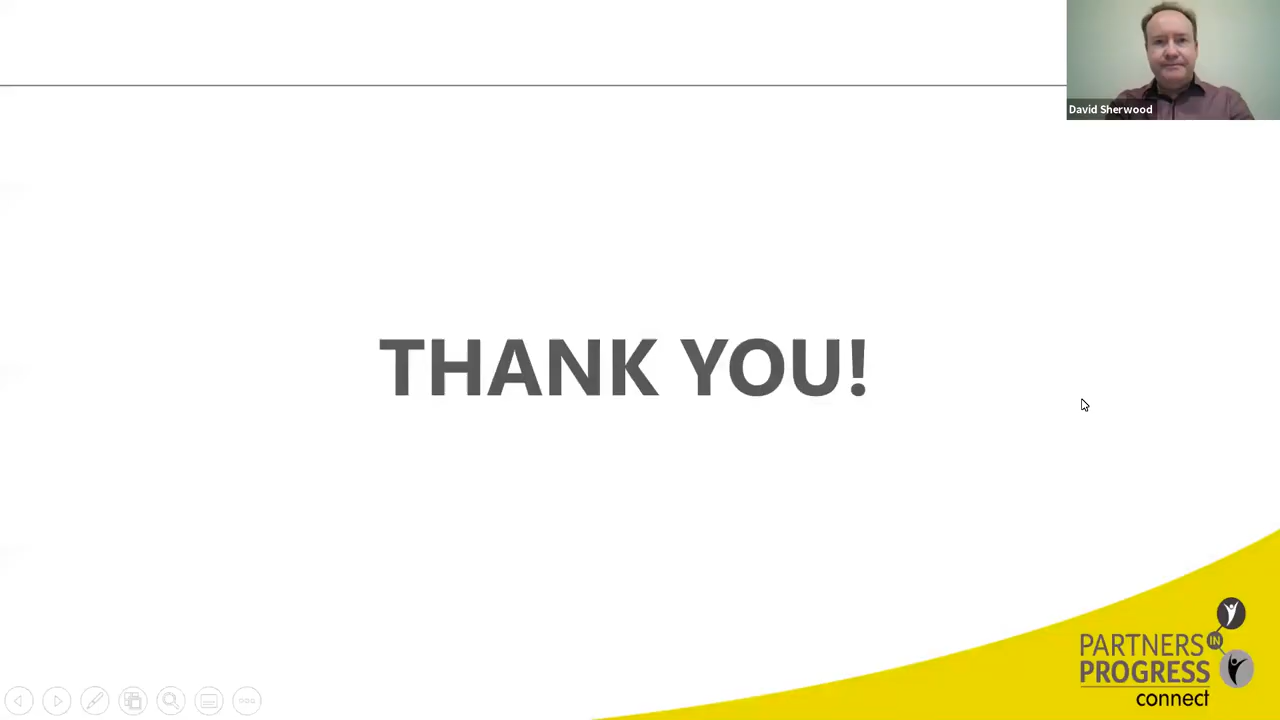 David Sherwood
THANK YOU!
PARTNERS
IN
PROGRESS
connect